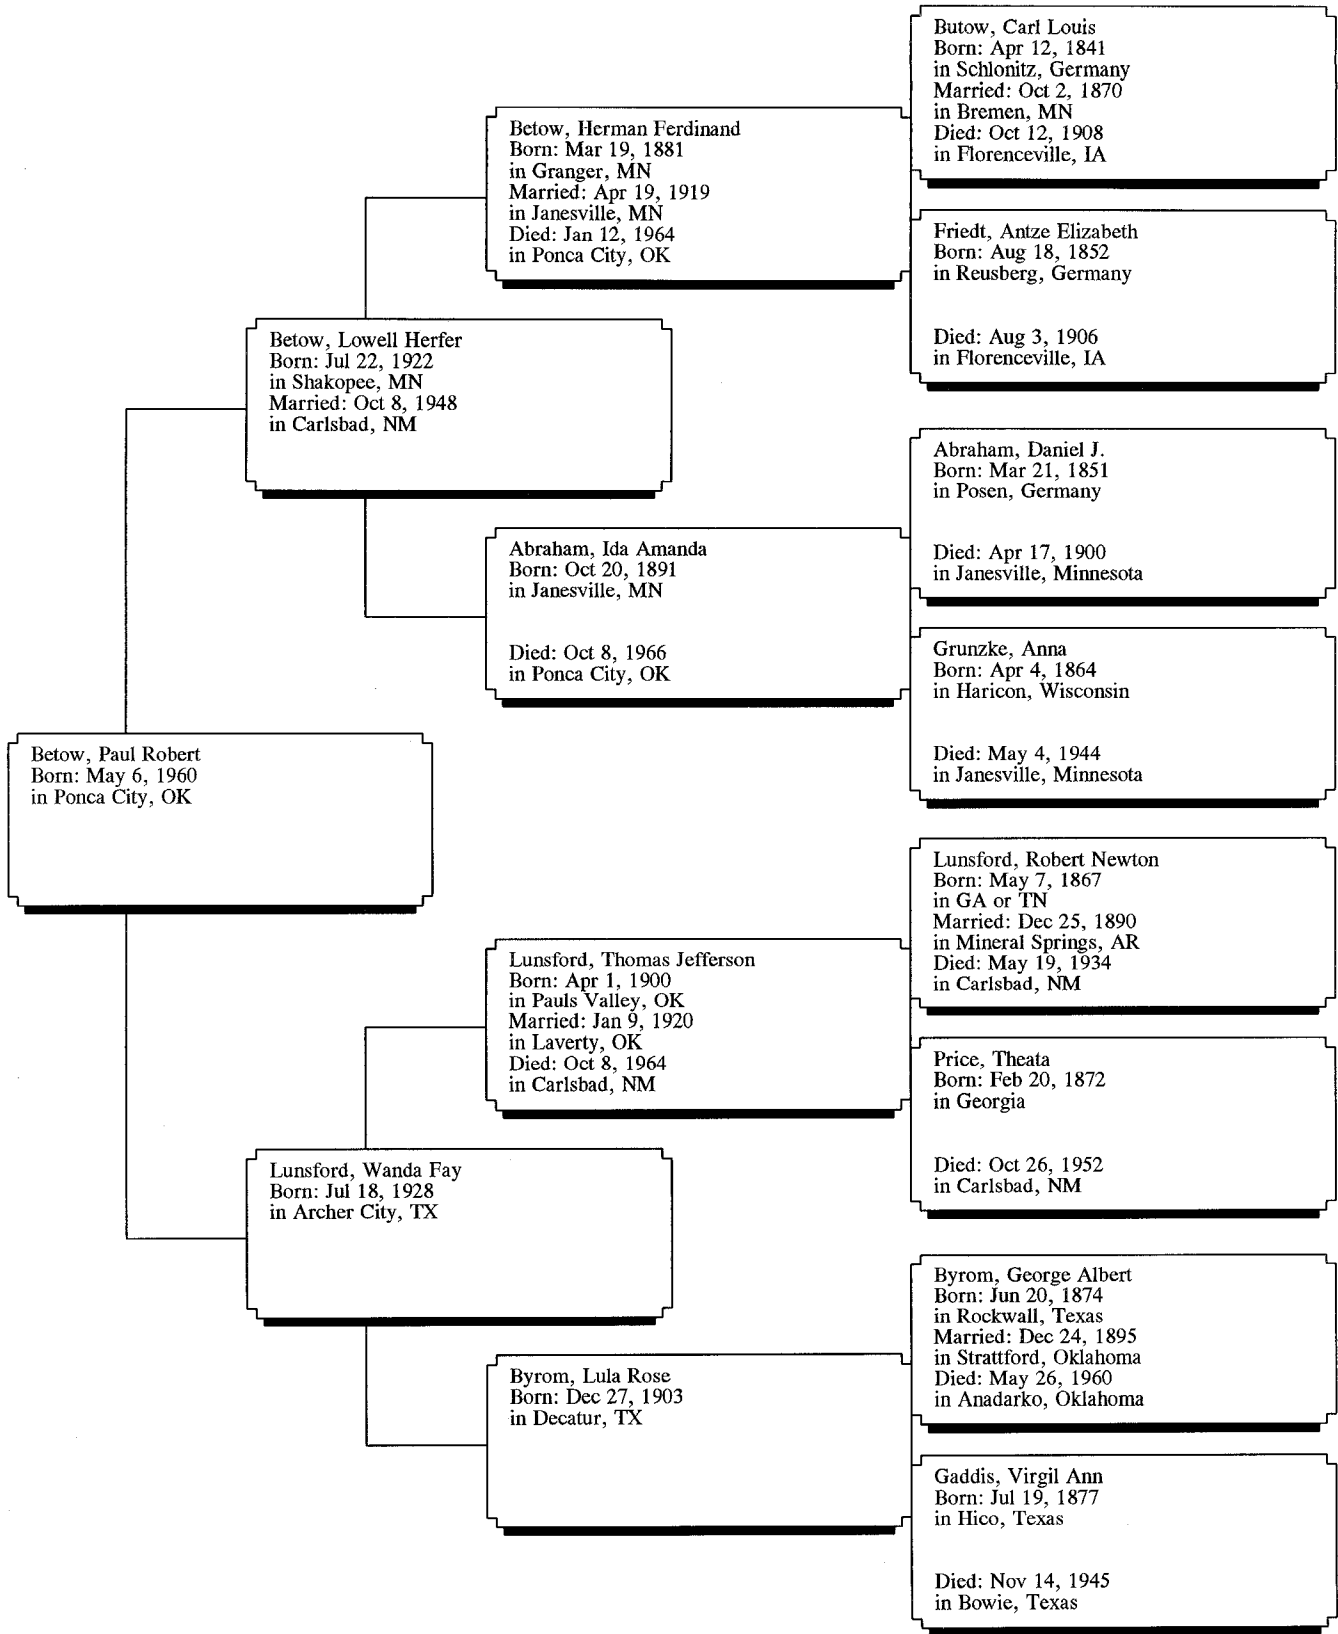 Butow, Carl Louis
Born: Apr 12, 1841
in Schlonitz, Germany
Married: Oct 2, 1870
in Bremen, MN
Died: Oct 12, 1908
in Florenceville, IA
Betow, Herman Ferdinand
Born: Mar 19, 1881
in Granger, MN
Married: Apr 19, 1919
in Janesville, MN
Died: Jan 12, 1964
in Ponca City, OK
Friedt, Antze Elizabeth
Born: Aug 18, 1852
in Reusberg, Germany
Died: Aug 3, 1906
in Florenceville, IA
Betow, Lowell Herfer
Born: Jul 22, 1922
in Shakopee, MN
Married: Oct 8, 1948
in Carlsbad, NM
Abraham, Daniel J.
Born: Mar 21, 1851
in Posen, Germany
Died: Apr 17, 1900
in Janesville, Minnesota
Abraham, Ida Amanda
Born: Oct 20, 1891
in Janesville, MN
Died: Oct 8, 1966
in Ponca City, OK
Grunzke, Anna
Born: Apr 4, 1864
in Haricon, Wisconsin
Died: May 4, 1944
in Janesville, Minnesota
Betow, Paul Robert
Born: May 6, 1960
in Ponca City, OK
Lunsford, Robert Newton
Born: May 7, 1867
in GA or TN
Married: Dec 25, 1890
in Mineral Springs, AR
Died: May 19, 1934
in Carlsbad, NM
Lunsford, Thomas Jefferson
Born: Apr 1, 1900
in Pauls Valley, OK
Married: Jan 9, 1920
in Laverty, OK
Died: Oct 8, 1964
in Carlsbad, NM
Price, Theata
Born: Feb 20, 1872
in Georgia
Died: Oct 26, 1952
in Carlsbad, NM
Lunsford, Wanda Fay
Born: Jul 18, 1928
in Archer City, TX
Byrom, George Albert
Born: Jun 20, 1874
in Rockwall, Texas
Married: Dec 24, 1895
in Strattford, Oklahoma
Died: May 26, 1960
in Anadarko, Oklahoma
Byrom, Lula Rose
Born: Dec 27, 1903
in Decatur, TX
Gaddis, Virgil Ann
Born: Jul 19, 1877
in Hico, Texas
Died: Nov 14, 1945
in Bowie, Texas